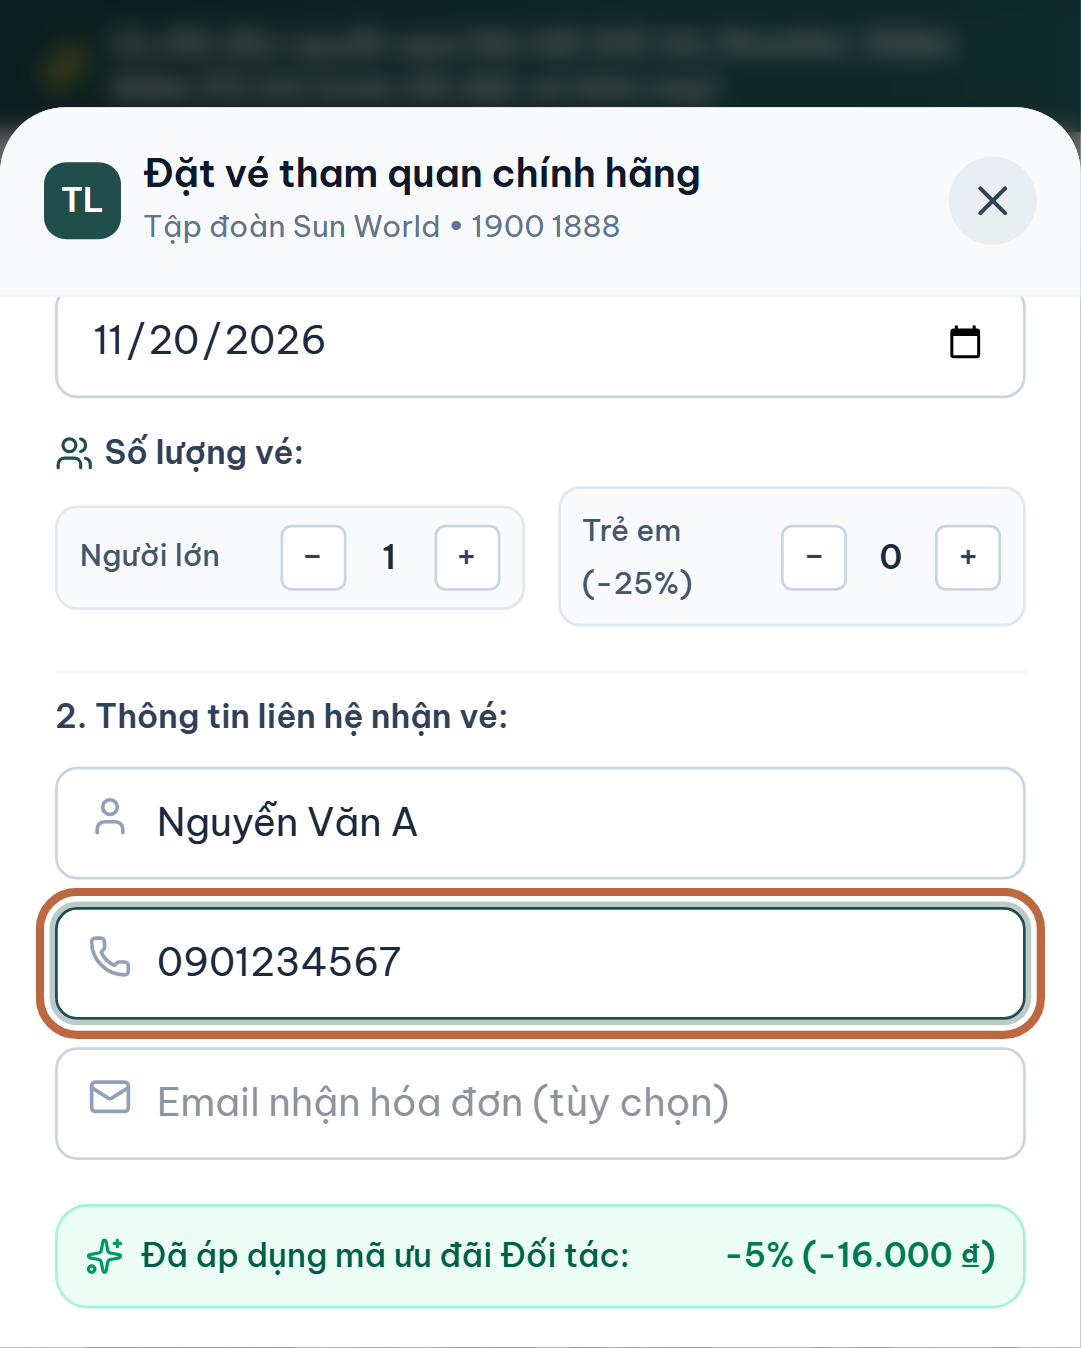 TL
Đặt vé tham quan chính hãng
Tập đoàn Sun World • 1900 1888
11/20/2026
Số lượng vé:
Người lớn − 1 +
Trẻ em (-25%) − 0 +
2. Thông tin liên hệ nhận vé:
Nguyễn Văn A
0901234567
Email nhận hóa đơn (tùy chọn)
Đã áp dụng mã ưu đãi Đối tác: -5% (-16.000 ₫)